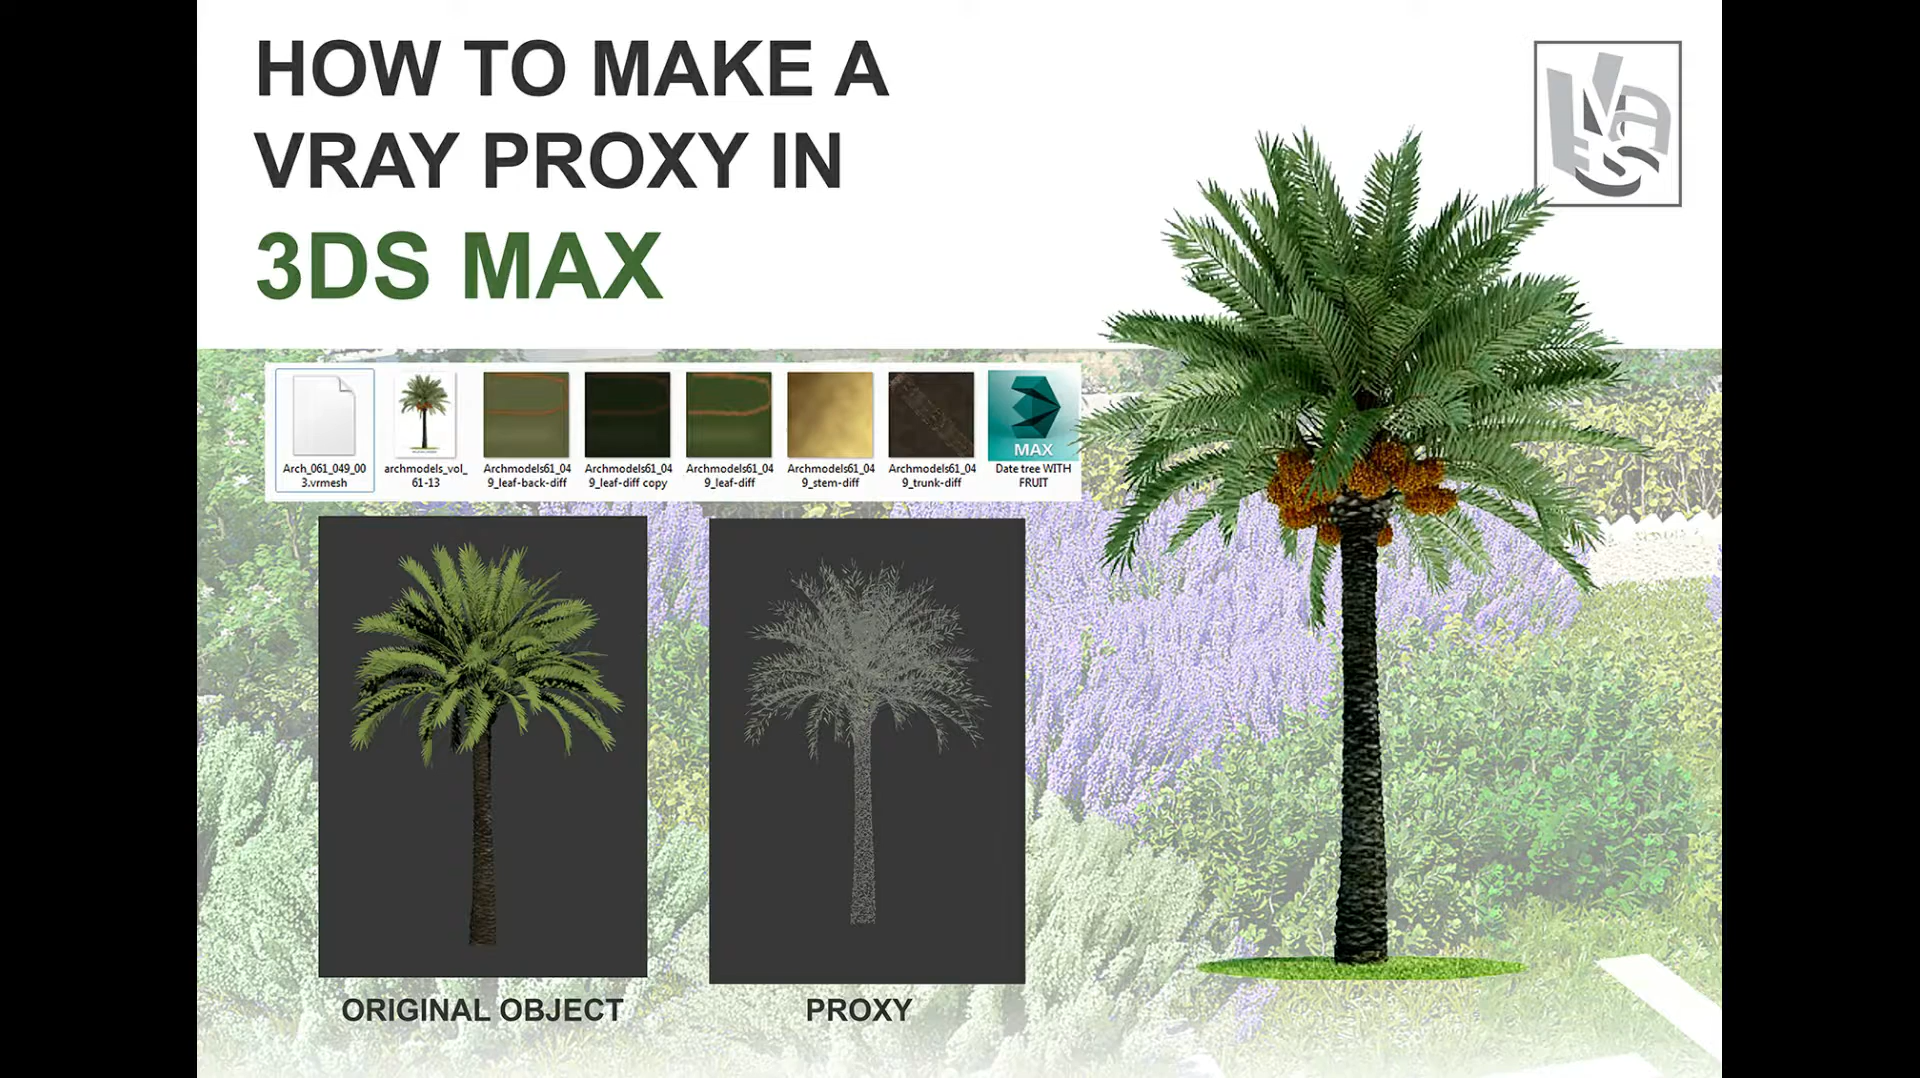 HOW TO MAKE A
VRAY PROXY IN
3DS MAX
Arch_061_049_00
3.vrmesh
archmodels_vol_
61-13
Archmodels61_04
9_leaf-back-diff
Archmodels61_04
9_leaf-diff copy
Archmodels61_04
9_leaf-diff
Archmodels61_04
9_stem-diff
Archmodels61_04
9_trunk-diff
MAX
Date tree WITH
FRUIT
ORIGINAL OBJECT
PROXY